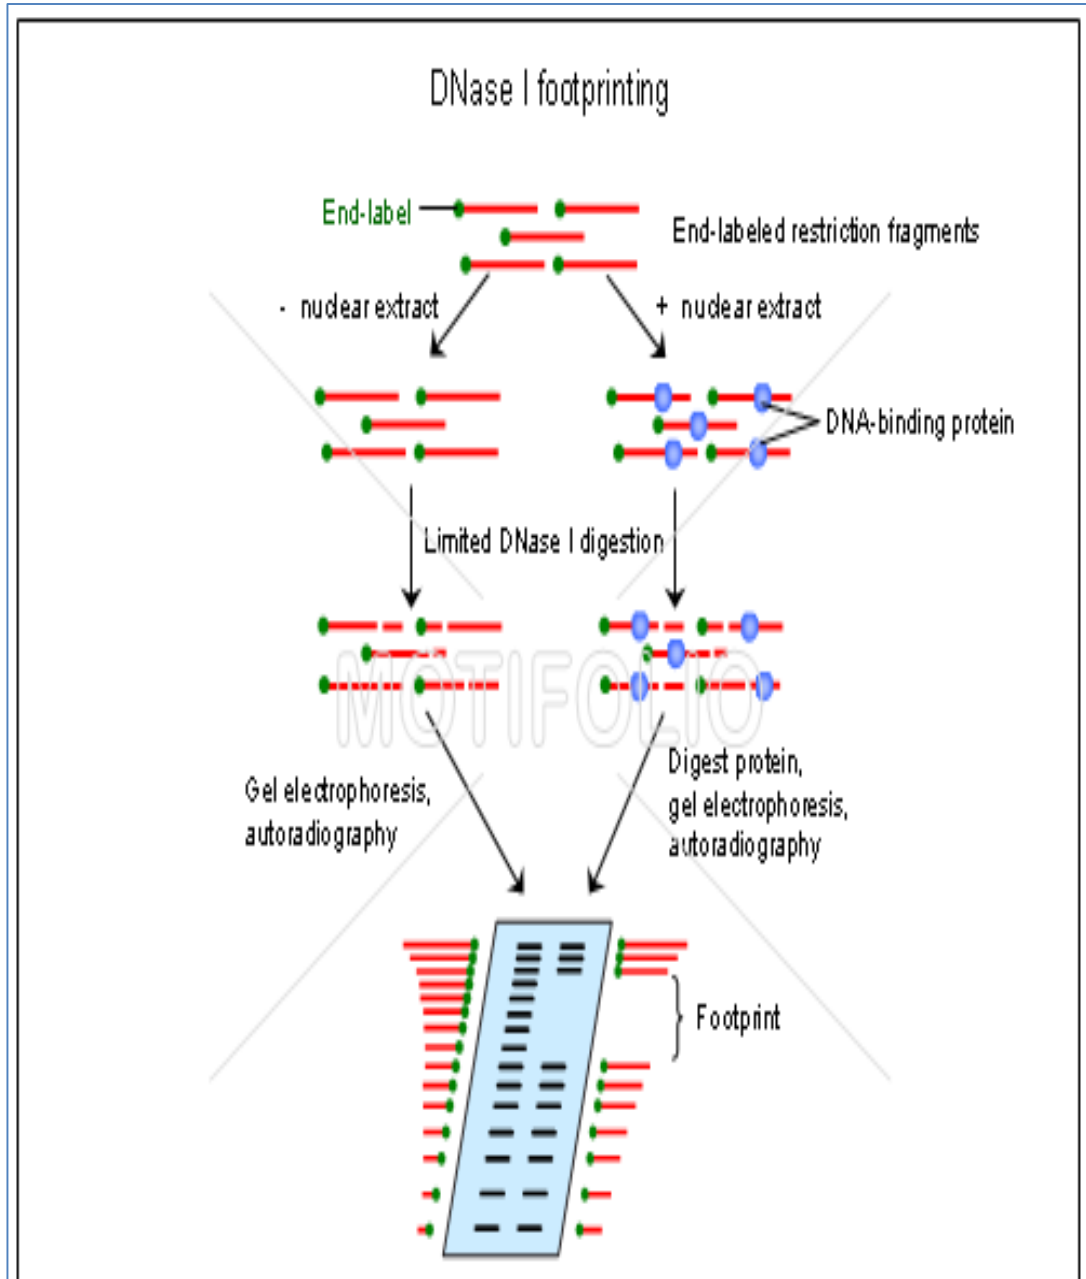 DNase I footprinting
End-label
End-labeled restriction fragments
- nuclear extract
+ nuclear extract
DNA-binding protein
Limited DNase I digestion
MOTIFOLIO
Gel electrophoresis,
autoradiography
Digest protein,
gel electrophoresis,
autoradiography
Footprint